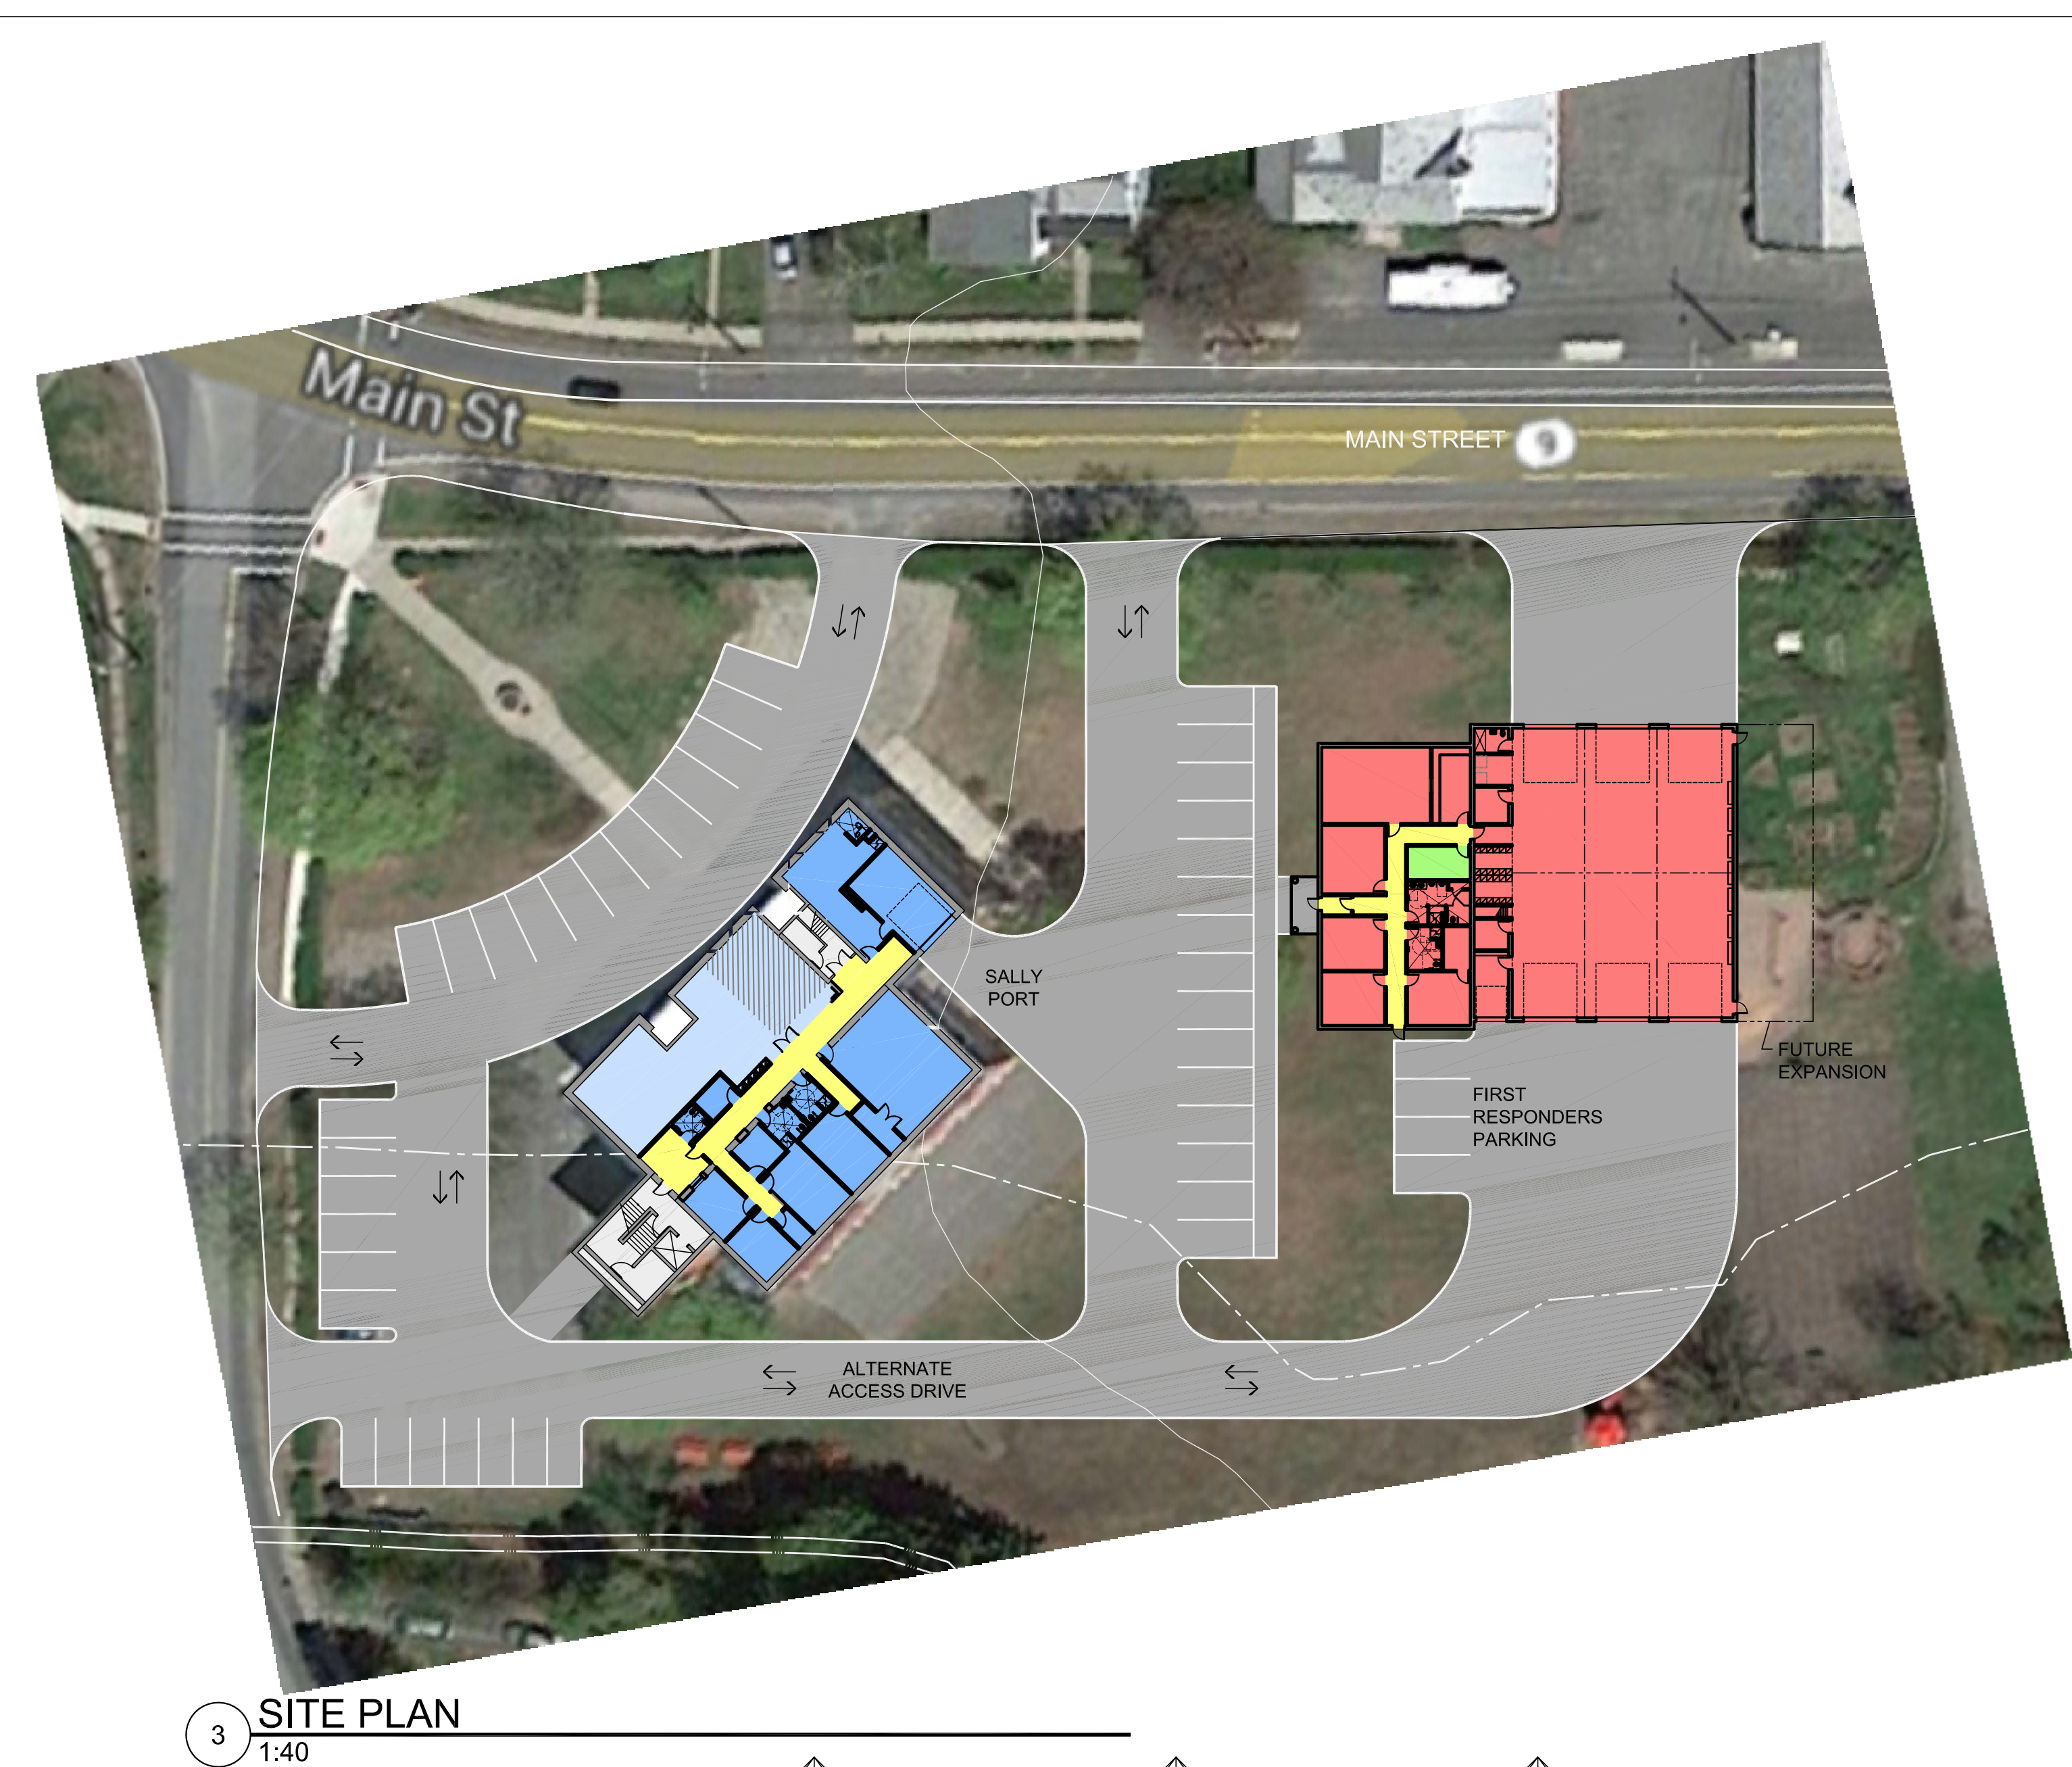 Main St
MAIN STREET
9
SALLY
PORT
FUTURE
EXPANSION
FIRST
RESPONDERS
PARKING
ALTERNATE
ACCESS DRIVE
3
SITE PLAN
1:40